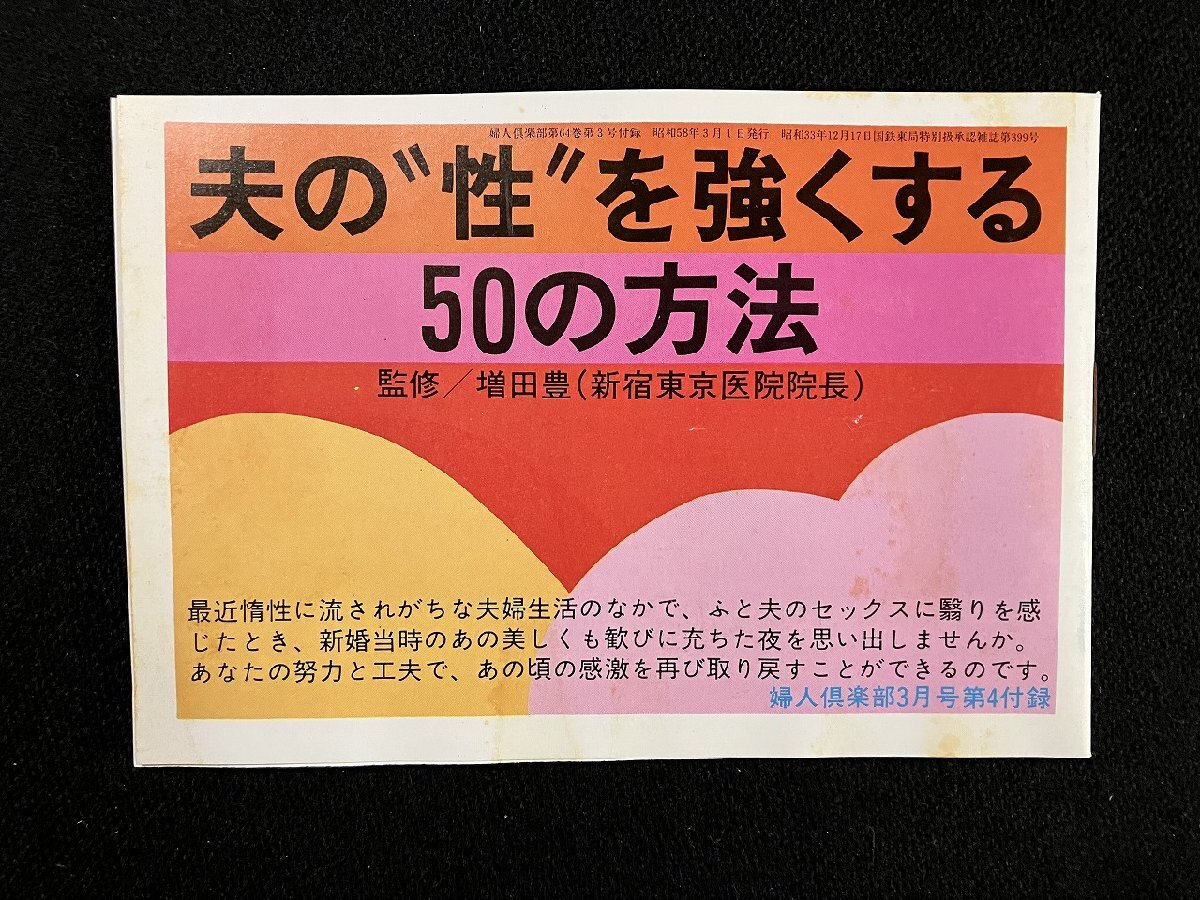 婦人倶楽部第64巻第3号付録　昭和58年3月1日発行　昭和33年12月17日国鉄東局特別扱承認雑誌第399号
夫の〝性〟を強くする
50の方法
監修／増田豊(新宿東京医院院長)
最近惰性に流されがちな夫婦生活のなかで、ふと夫のセックスに翳りを感
じたとき、新婚当時のあの美しくも歓びに充ちた夜を思い出しませんか。
あなたの努力と工夫で、あの頃の感激を再び取り戻すことができるのです。
婦人倶楽部3月号第4付録